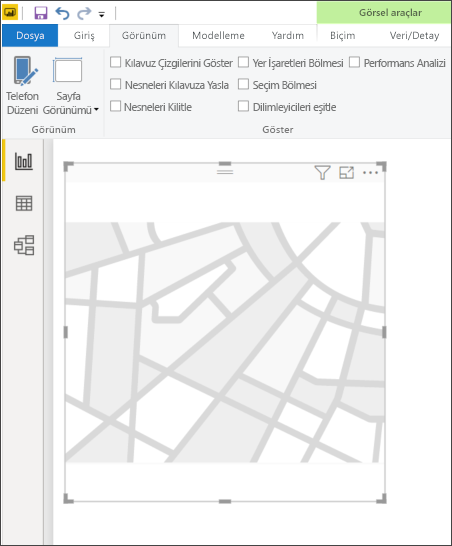 Görsel araçlar
Dosya Giriş Görünüm Modelleme Yardım Biçim Veri/Detay
Kılavuz Çizgilerini Göster Yer İşaretleri Bölmesi Performans Analizi
Nesneleri Kılavuza Yasla Seçim Bölmesi
Nesneleri Kilitle Dilimleyicileri eşitle
Telefon Düzeni
Sayfa Görünümü
Görünüm Göster